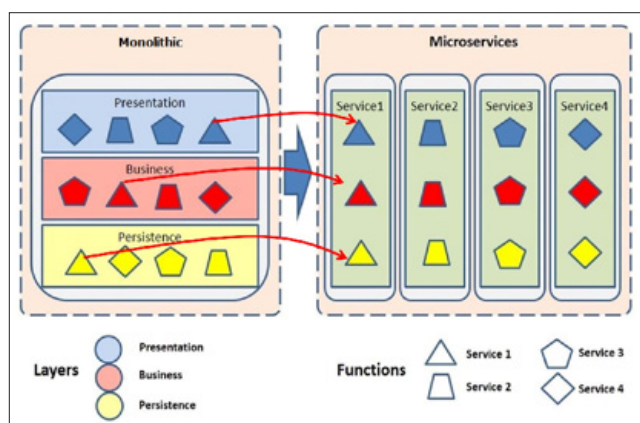 Monolithic
Microservices
Presentation
Business
Persistence
Service1
Service2
Service3
Service4
Layers
Presentation
Business
Persistence
Functions
Service 1
Service 2
Service 3
Service 4